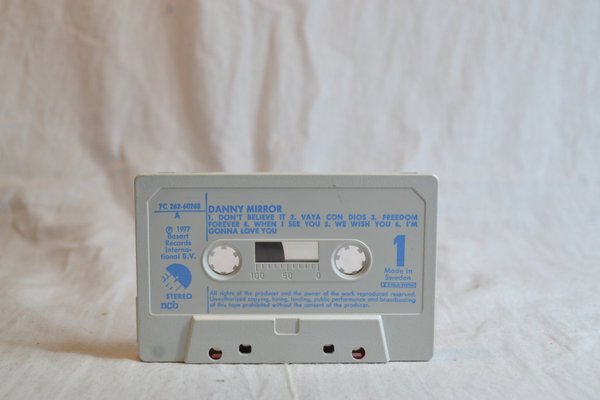 7C 262-60268
A
℗ 1977
Basart
Records
Interna-
tional B.V.
STEREO
ncb
DANNY MIRROR
1. DON'T BELIEVE IT 2. VAYA CON DIOS 3. FREEDOM
FOREVER 4. WHEN I SEE YOU 5. WE WISH YOU 6. I'M
GONNA LOVE YOU
100 50 0
1
Made in
Sweden
All rights of the producer and the owner of the work reproduced reserved.
Unauthorized copying, hiring, lending, public performance and broadcasting
of this tape prohibited without the consent of the producer.